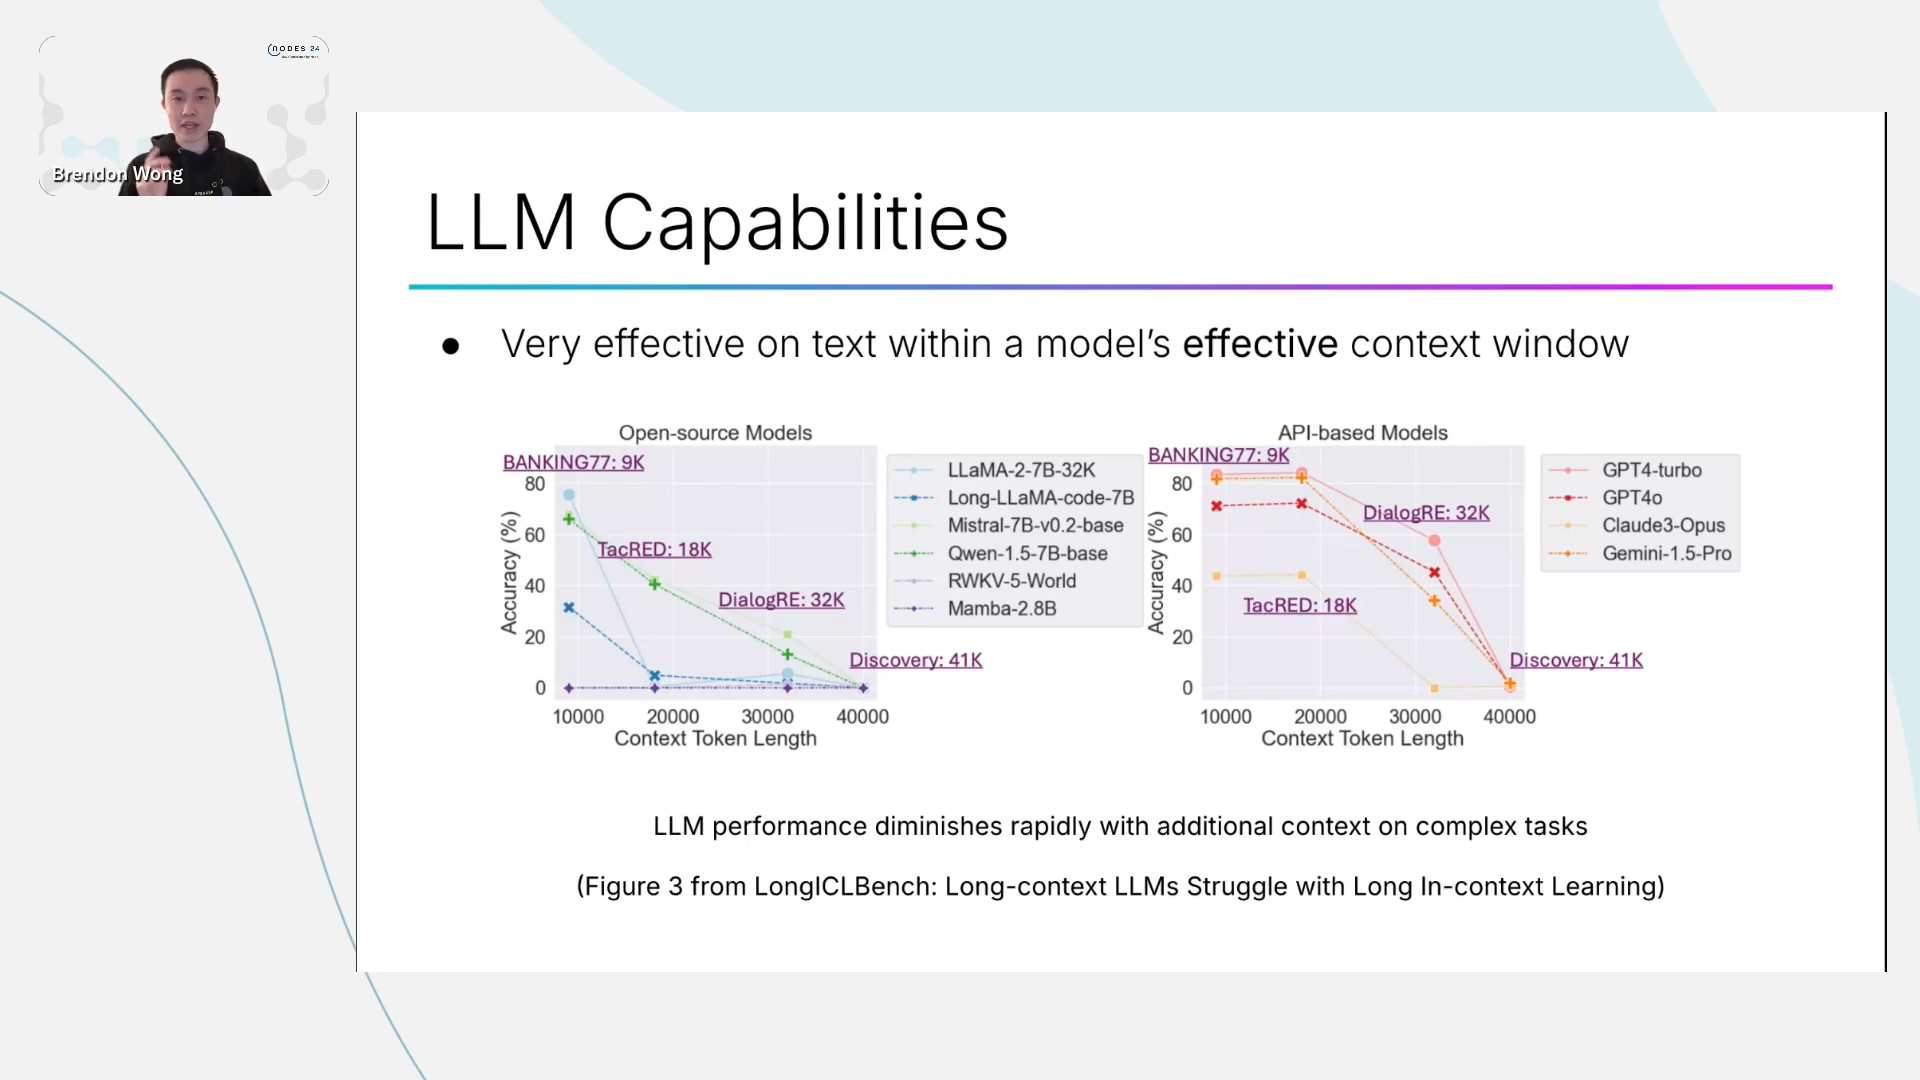 NODES 24
Brendon Wong
LLM Capabilities
● Very effective on text within a model’s effective context window
Open-source Models
BANKING77: 9K
TacRED: 18K
DialogRE: 32K
Discovery: 41K
Accuracy (%)
80
60
40
20
0
10000 20000 30000 40000
Context Token Length
LLaMA-2-7B-32K
Long-LLaMA-code-7B
Mistral-7B-v0.2-base
Qwen-1.5-7B-base
RWKV-5-World
Mamba-2.8B
API-based Models
BANKING77: 9K
DialogRE: 32K
TacRED: 18K
Discovery: 41K
Accuracy (%)
80
60
40
20
0
10000 20000 30000 40000
Context Token Length
GPT4-turbo
GPT4o
Claude3-Opus
Gemini-1.5-Pro
LLM performance diminishes rapidly with additional context on complex tasks
(Figure 3 from LongICLBench: Long-context LLMs Struggle with Long In-context Learning)